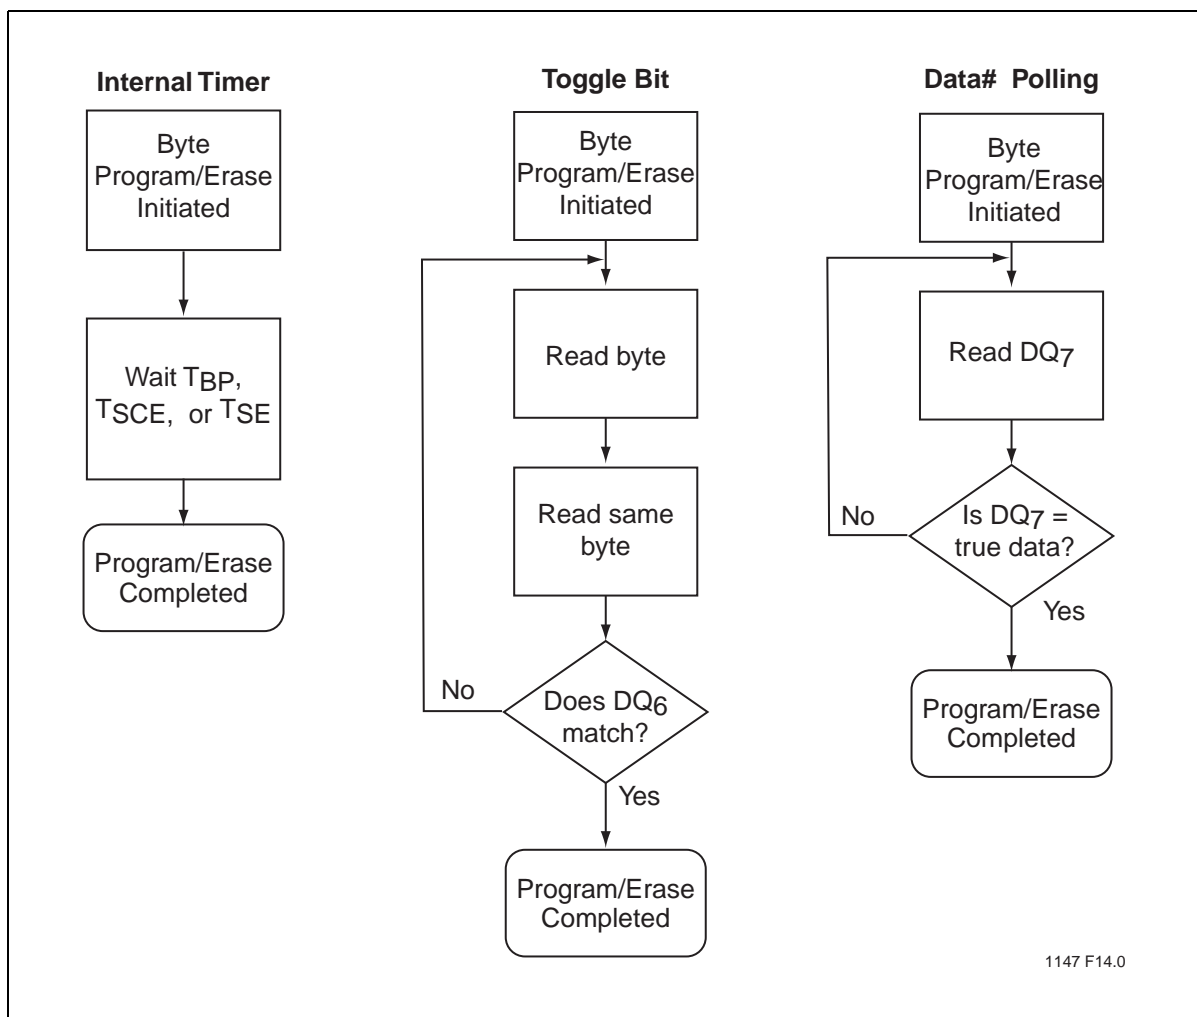 Internal Timer
Byte
Program/Erase
Initiated
Wait TBP,
TSCE, or TSE
Program/Erase
Completed
Toggle Bit
Byte
Program/Erase
Initiated
Read byte
Read same
byte
No
Does DQ6
match?
Yes
Program/Erase
Completed
Data# Polling
Byte
Program/Erase
Initiated
Read DQ7
No
Is DQ7 =
true data?
Yes
Program/Erase
Completed
1147 F14.0